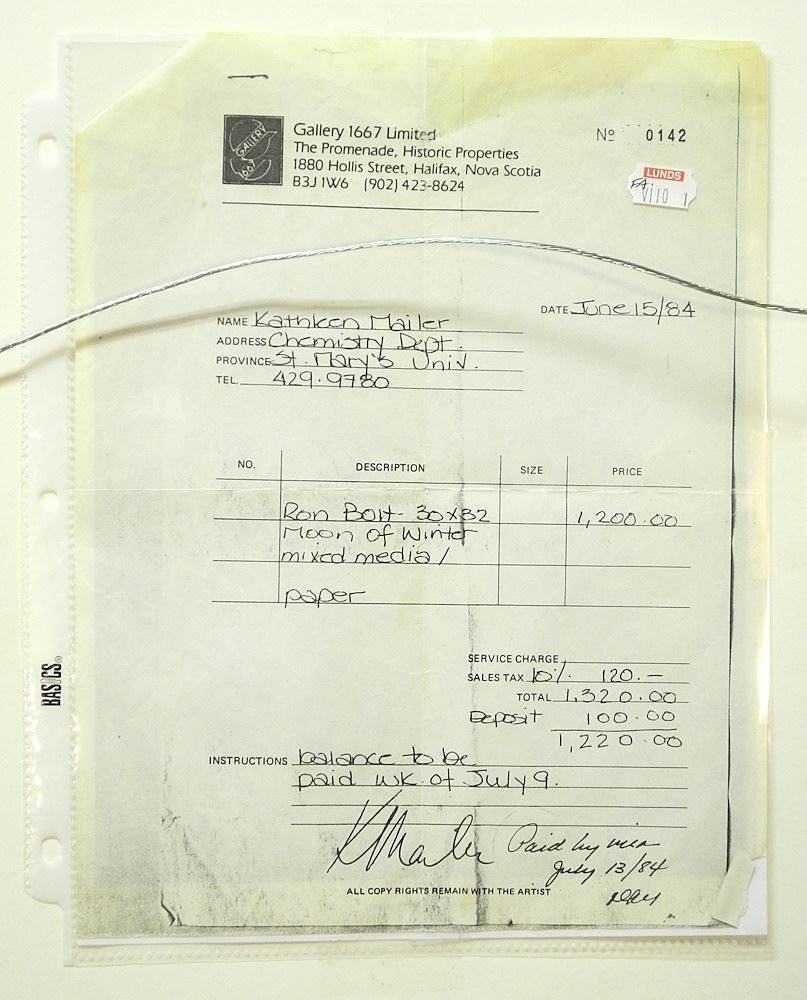 GALLERY
1667
Gallery 1667 Limited
The Promenade, Historic Properties
1880 Hollis Street, Halifax, Nova Scotia
B3J 1W6 (902) 423-8624
Nº 0142
LUNDS
NAME Kathleen Mailer
DATE June 15/84
ADDRESS Chemistry Dept.
PROVINCE St. Mary's Univ.
TEL. 429.9780
NO. DESCRIPTION SIZE PRICE
Ron Bolt - 30x32 1,200.00
Moon of Winter
mixed media /
paper
SERVICE CHARGE
SALES TAX 10%. 120.—
TOTAL 1,320.00
Deposit 100.00
1,220.00
INSTRUCTIONS balance to be
paid wk. of July 9.
K Mailer
Paid by visa
July 13/84
ALL COPY RIGHTS REMAIN WITH THE ARTIST
BASICS®